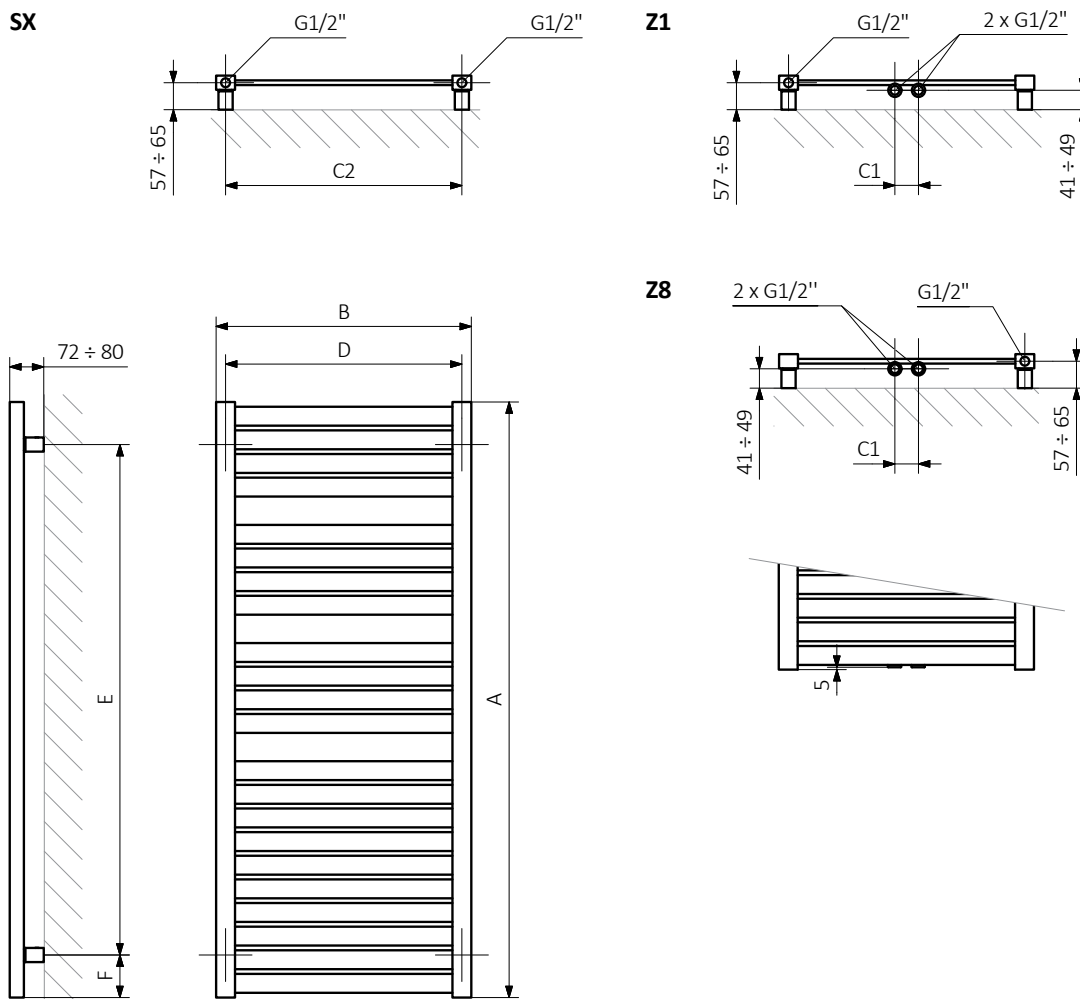 SX
G1/2"
G1/2"
57 ÷ 65
C2
Z1
G1/2"
2 x G1/2"
57 ÷ 65
C1
41 ÷ 49
Z8
2 x G1/2''
G1/2"
41 ÷ 49
C1
57 ÷ 65
5
72 ÷ 80
B
D
E
A
F